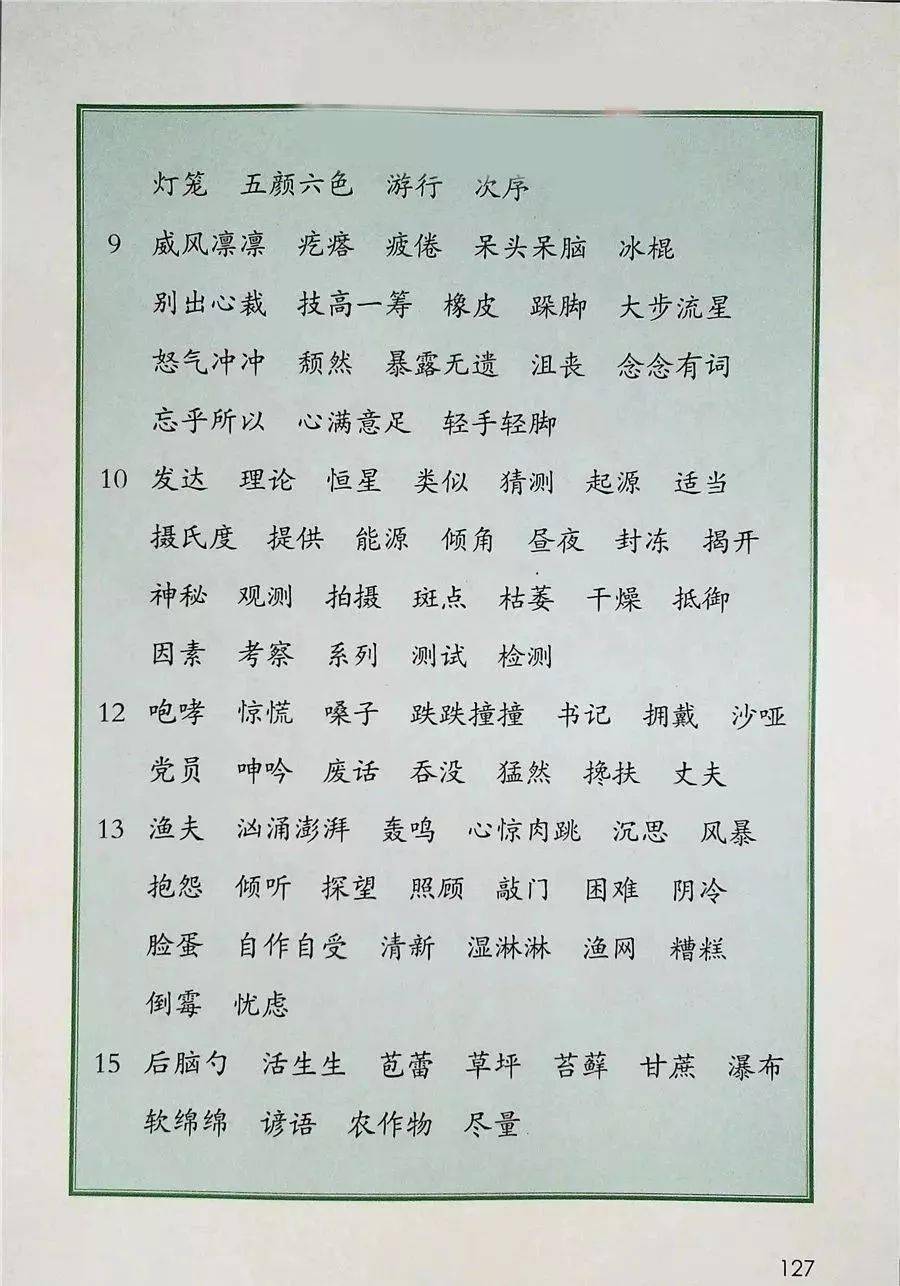 灯笼 五颜六色 游行 次序
9 威风凛凛 疙瘩 疲倦 呆头呆脑 冰棍
别出心裁 技高一筹 橡皮 跺脚 大步流星
怒气冲冲 颓然 暴露无遗 沮丧 念念有词
忘乎所以 心满意足 轻手轻脚
10 发达 理论 恒星 类似 猜测 起源 适当
摄氏度 提供 能源 倾角 昼夜 封冻 揭开
神秘 观测 拍摄 斑点 枯萎 干燥 抵御
因素 考察 系列 测试 检测
12 咆哮 惊慌 嗓子 跌跌撞撞 书记 拥戴 沙哑
党员 呻吟 废话 吞没 猛然 搀扶 丈夫
13 渔夫 汹涌澎湃 轰鸣 心惊肉跳 沉思 风暴
抱怨 倾听 探望 照顾 敲门 困难 阴冷
脸蛋 自作自受 清新 湿淋淋 渔网 糟糕
倒霉 忧虑
15 后脑勺 活生生 苞蕾 草坪 苔藓 甘蔗 瀑布
软绵绵 谚语 农作物 尽量
127